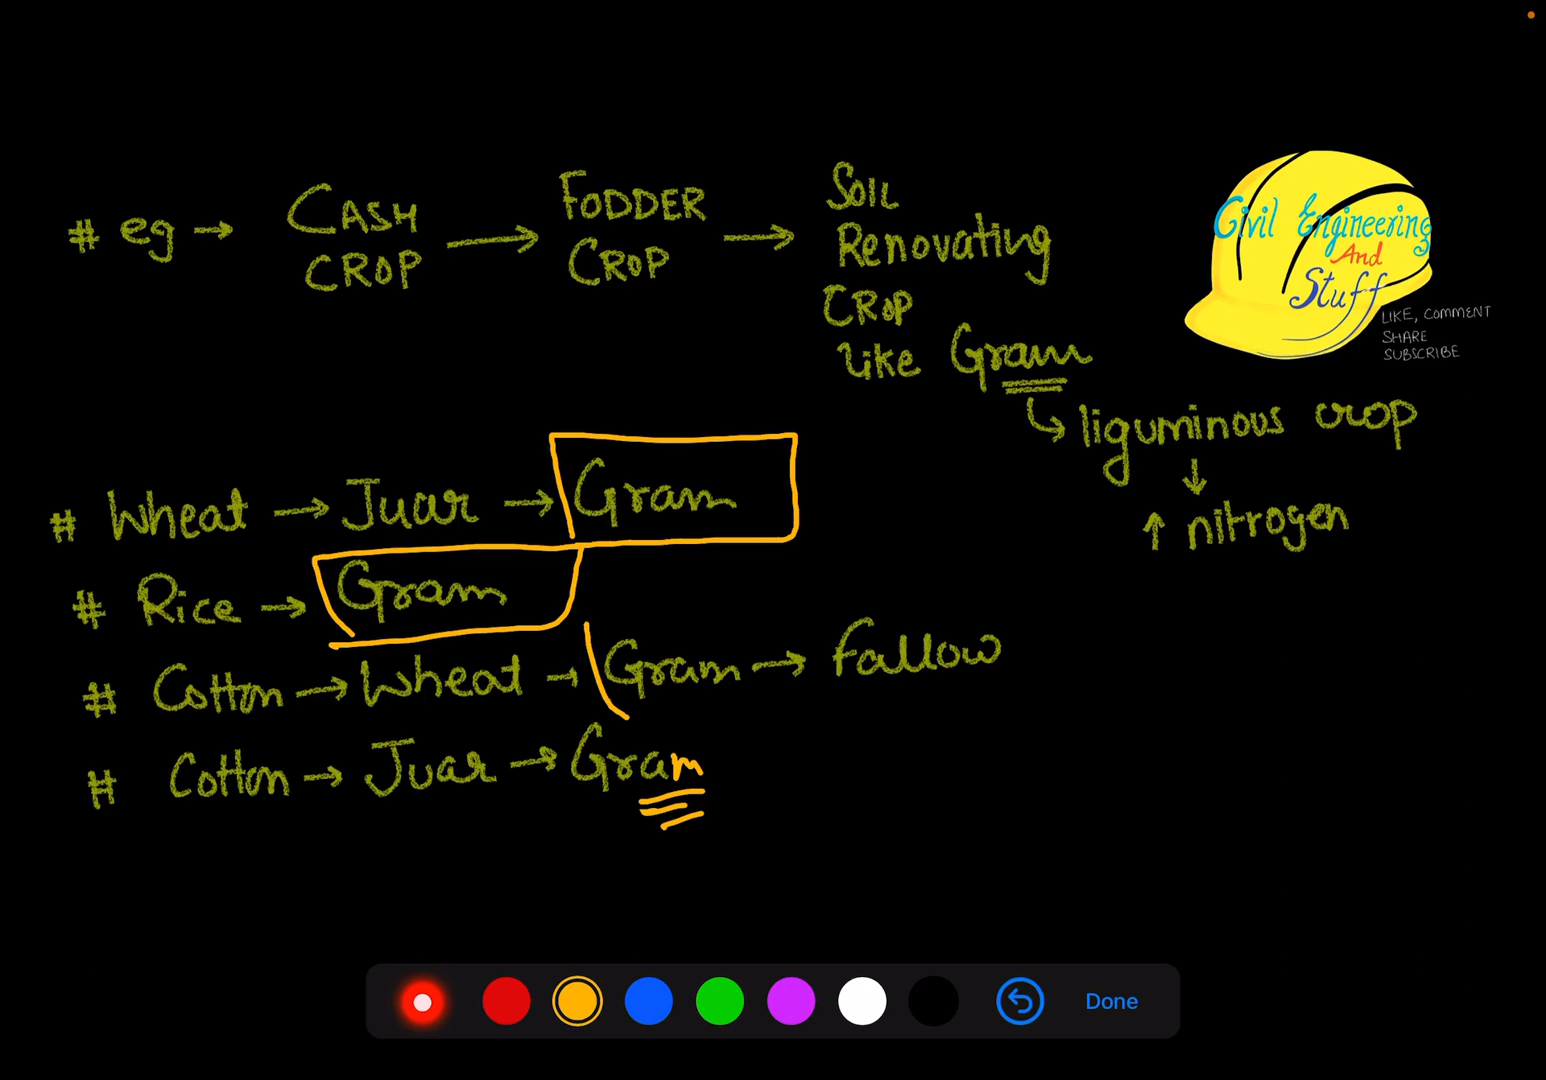 # eg → CASH CROP → FODDER CROP → SOIL Renovating CROP like Gram
↳ liguminous crop
↓
↑ nitrogen
# Wheat → Juar → Gram
# Rice → Gram
# Cotton → Wheat → Gram → fallow
# Cotton → Juar → Gram
Civil Engineering
And
Stuff
LIKE, COMMENT
SHARE
SUBSCRIBE
Done